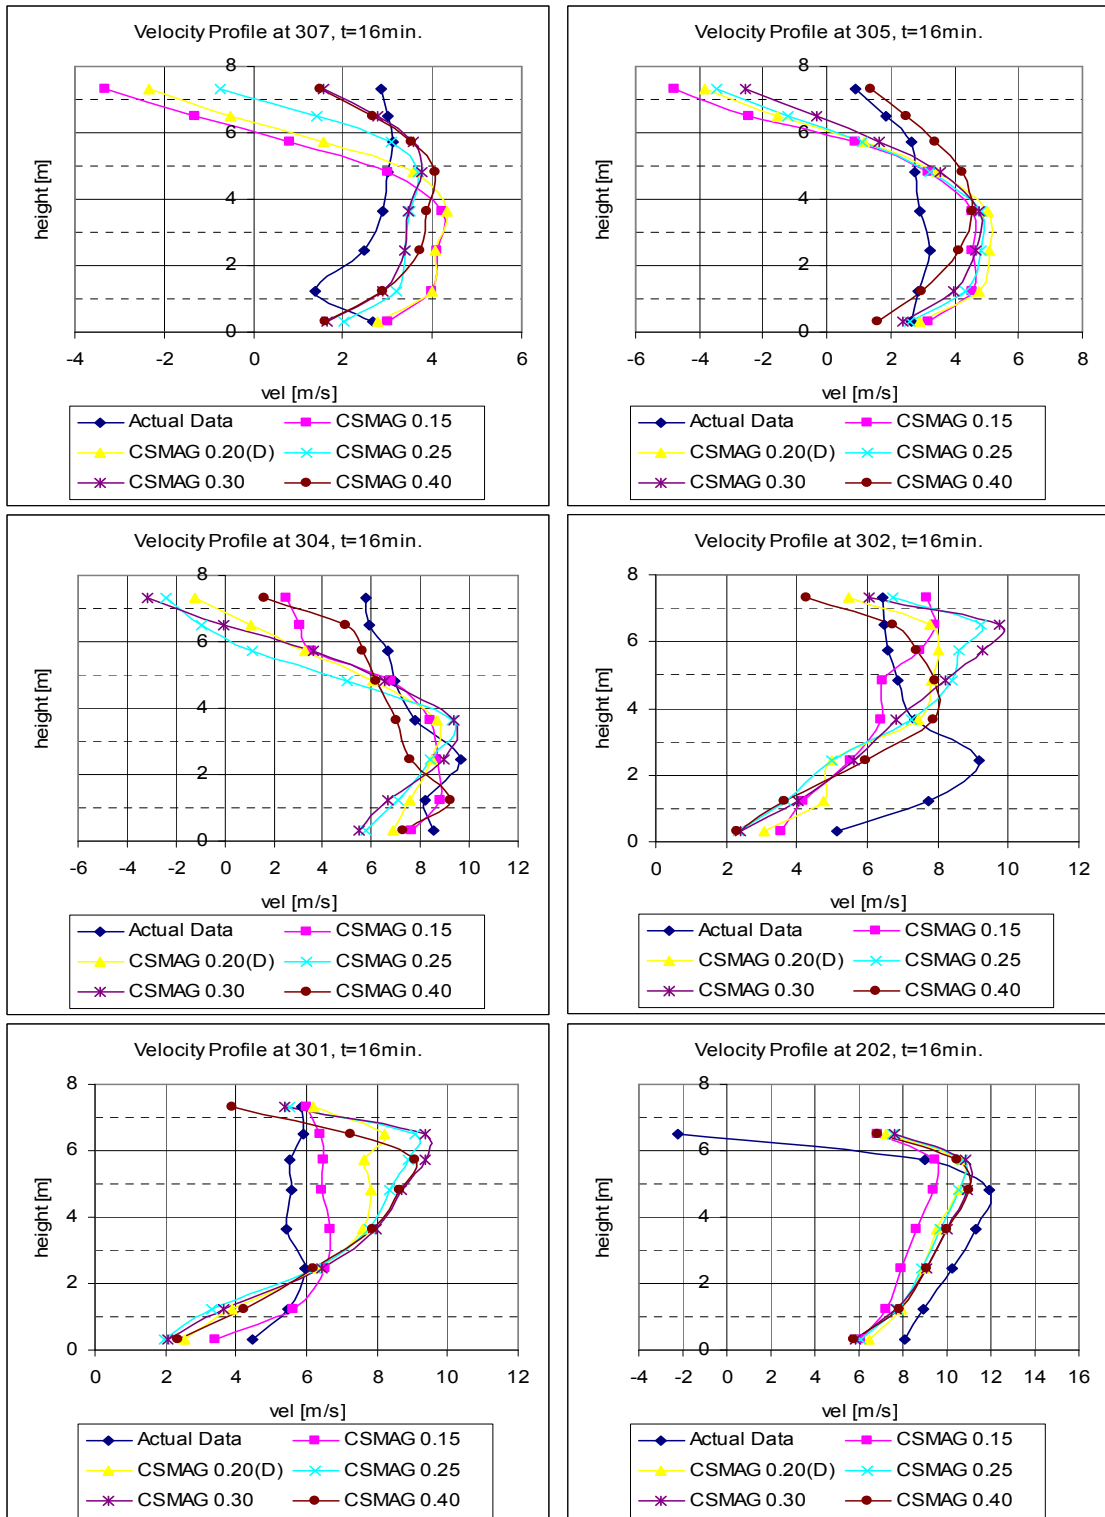 Velocity Profile at 307, t=16min.
8
6
4
2
0
height [m]
-4 -2 0 2 4 6
vel [m/s]
Actual Data CSMAG 0.15
CSMAG 0.20(D) CSMAG 0.25
CSMAG 0.30 CSMAG 0.40
Velocity Profile at 305, t=16min.
8
6
4
2
0
height [m]
-4 -2 0 2 4 6 8
vel [m/s]
Actual Data CSMAG 0.15
CSMAG 0.20(D) CSMAG 0.25
CSMAG 0.30 CSMAG 0.40
Velocity Profile at 304, t=16min.
8
6
4
2
0
height [m]
-6 -4 -2 0 2 4 6 8 10 12
vel [m/s]
Actual Data CSMAG 0.15
CSMAG 0.20(D) CSMAG 0.25
CSMAG 0.30 CSMAG 0.40
Velocity Profile at 302, t=16min.
8
6
4
2
0
height [m]
0 2 4 6 8 10 12
vel [m/s]
Actual Data CSMAG 0.15
CSMAG 0.20(D) CSMAG 0.25
CSMAG 0.30 CSMAG 0.40
Velocity Profile at 301, t=16min.
8
6
4
2
0
height [m]
0 2 4 6 8 10 12
vel [m/s]
Actual Data CSMAG 0.15
CSMAG 0.20(D) CSMAG 0.25
CSMAG 0.30 CSMAG 0.40
Velocity Profile at 202, t=16min.
8
6
4
2
0
height [m]
-4 -2 0 2 4 6 8 10 12 14 16
vel [m/s]
Actual Data CSMAG 0.15
CSMAG 0.20(D) CSMAG 0.25
CSMAG 0.30 CSMAG 0.40